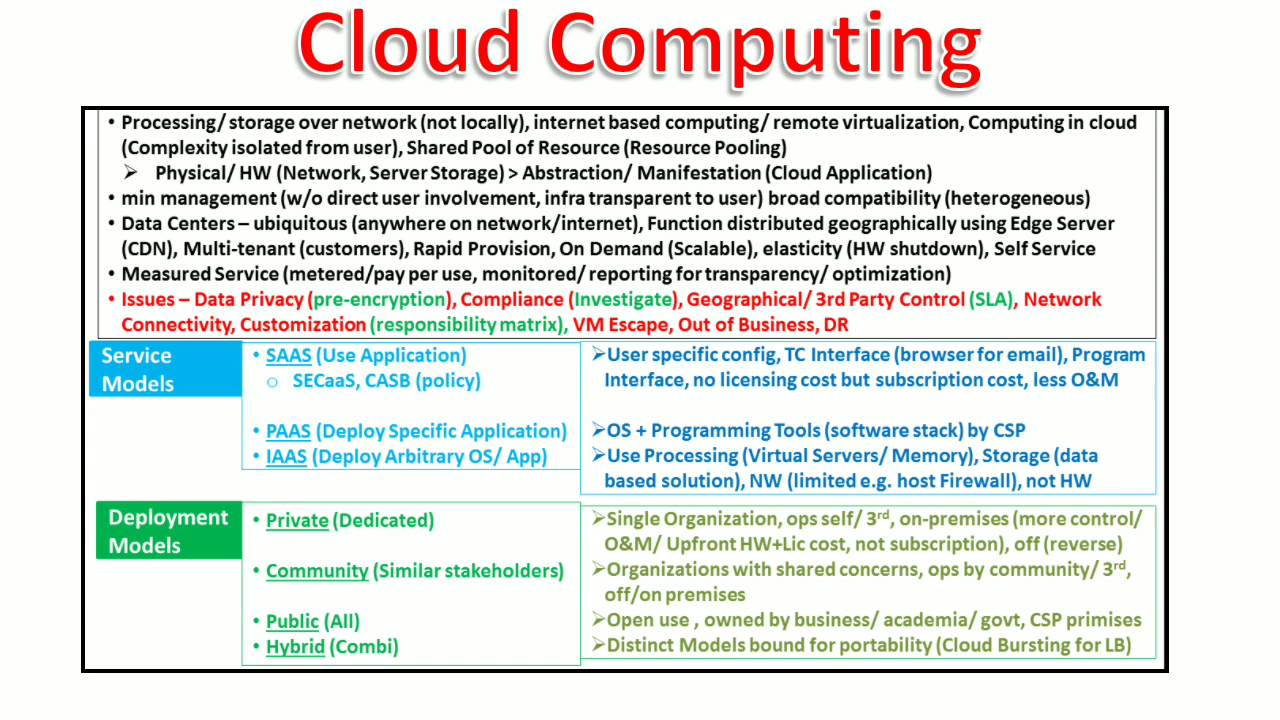 Cloud Computing
• Processing/ storage over network (not locally), internet based computing/ remote virtualization, Computing in cloud
(Complexity isolated from user), Shared Pool of Resource (Resource Pooling)
➢ Physical/ HW (Network, Server Storage) > Abstraction/ Manifestation (Cloud Application)
• min management (w/o direct user involvement, infra transparent to user) broad compatibility (heterogeneous)
• Data Centers – ubiquitous (anywhere on network/internet), Function distributed geographically using Edge Server
(CDN), Multi-tenant (customers), Rapid Provision, On Demand (Scalable), elasticity (HW shutdown), Self Service
• Measured Service (metered/pay per use, monitored/ reporting for transparency/ optimization)
• Issues – Data Privacy (pre-encryption), Compliance (Investigate), Geographical/ 3rd Party Control (SLA), Network
Connectivity, Customization (responsibility matrix), VM Escape, Out of Business, DR
Service
Models
• SAAS (Use Application)
○ SECaaS, CASB (policy)
• PAAS (Deploy Specific Application)
• IAAS (Deploy Arbitrary OS/ App)
➢User specific config, TC Interface (browser for email), Program
Interface, no licensing cost but subscription cost, less O&M
➢OS + Programming Tools (software stack) by CSP
➢Use Processing (Virtual Servers/ Memory), Storage (data
based solution), NW (limited e.g. host Firewall), not HW
Deployment
Models
• Private (Dedicated)
• Community (Similar stakeholders)
• Public (All)
• Hybrid (Combi)
➢Single Organization, ops self/ 3rd, on-premises (more control/
O&M/ Upfront HW+Lic cost, not subscription), off (reverse)
➢Organizations with shared concerns, ops by community/ 3rd,
off/on premises
➢Open use , owned by business/ academia/ govt, CSP primises
➢Distinct Models bound for portability (Cloud Bursting for LB)